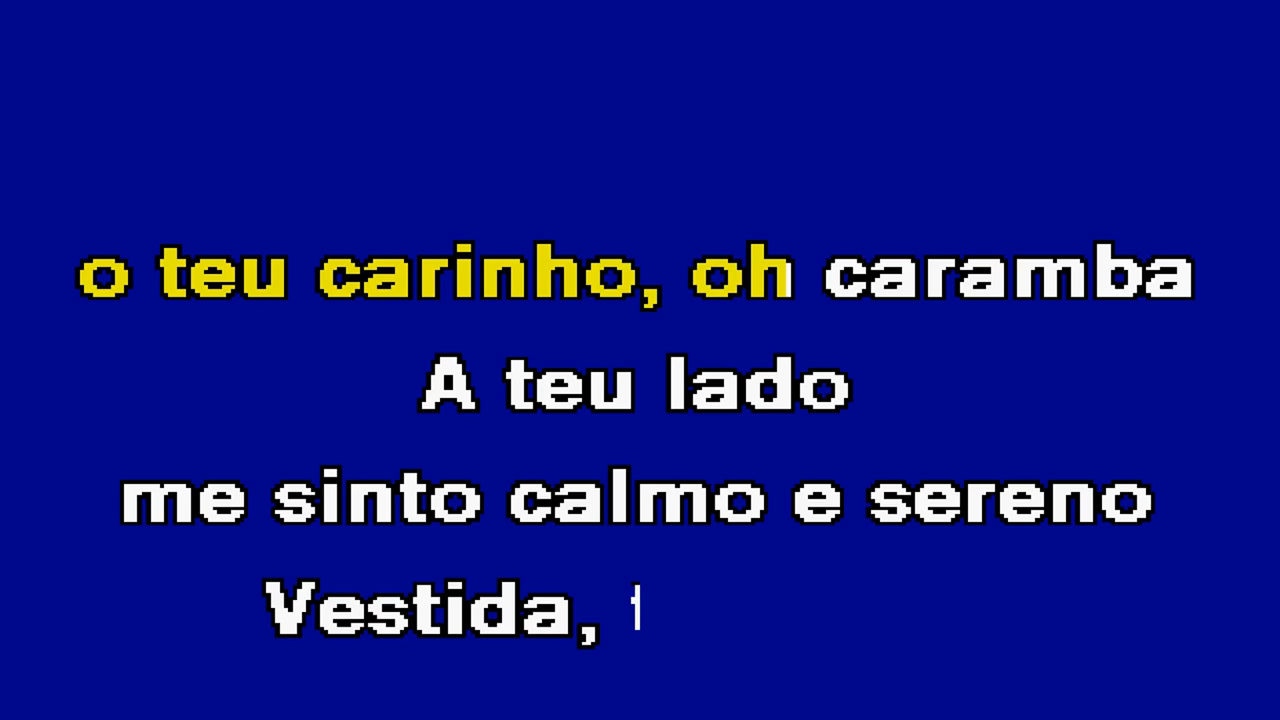 o teu carinho, oh caramba
A teu lado
me sinto calmo e sereno
Vestida,